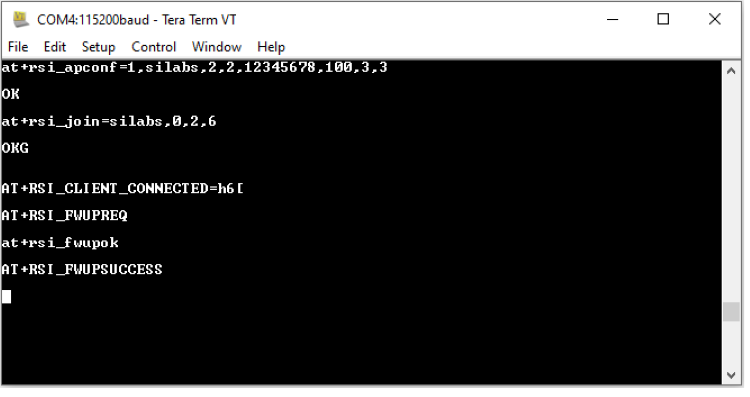 COM4:115200baud - Tera Term VT
File Edit Setup Control Window Help
at+rsi_apconf=1,silabs,2,2,12345678,100,3,3
OK
at+rsi_join=silabs,0,2,6
OKG
AT+RSI_CLIENT_CONNECTED=h6[
AT+RSI_FWUPREQ
at+rsi_fwupok
AT+RSI_FWUPSUCCESS